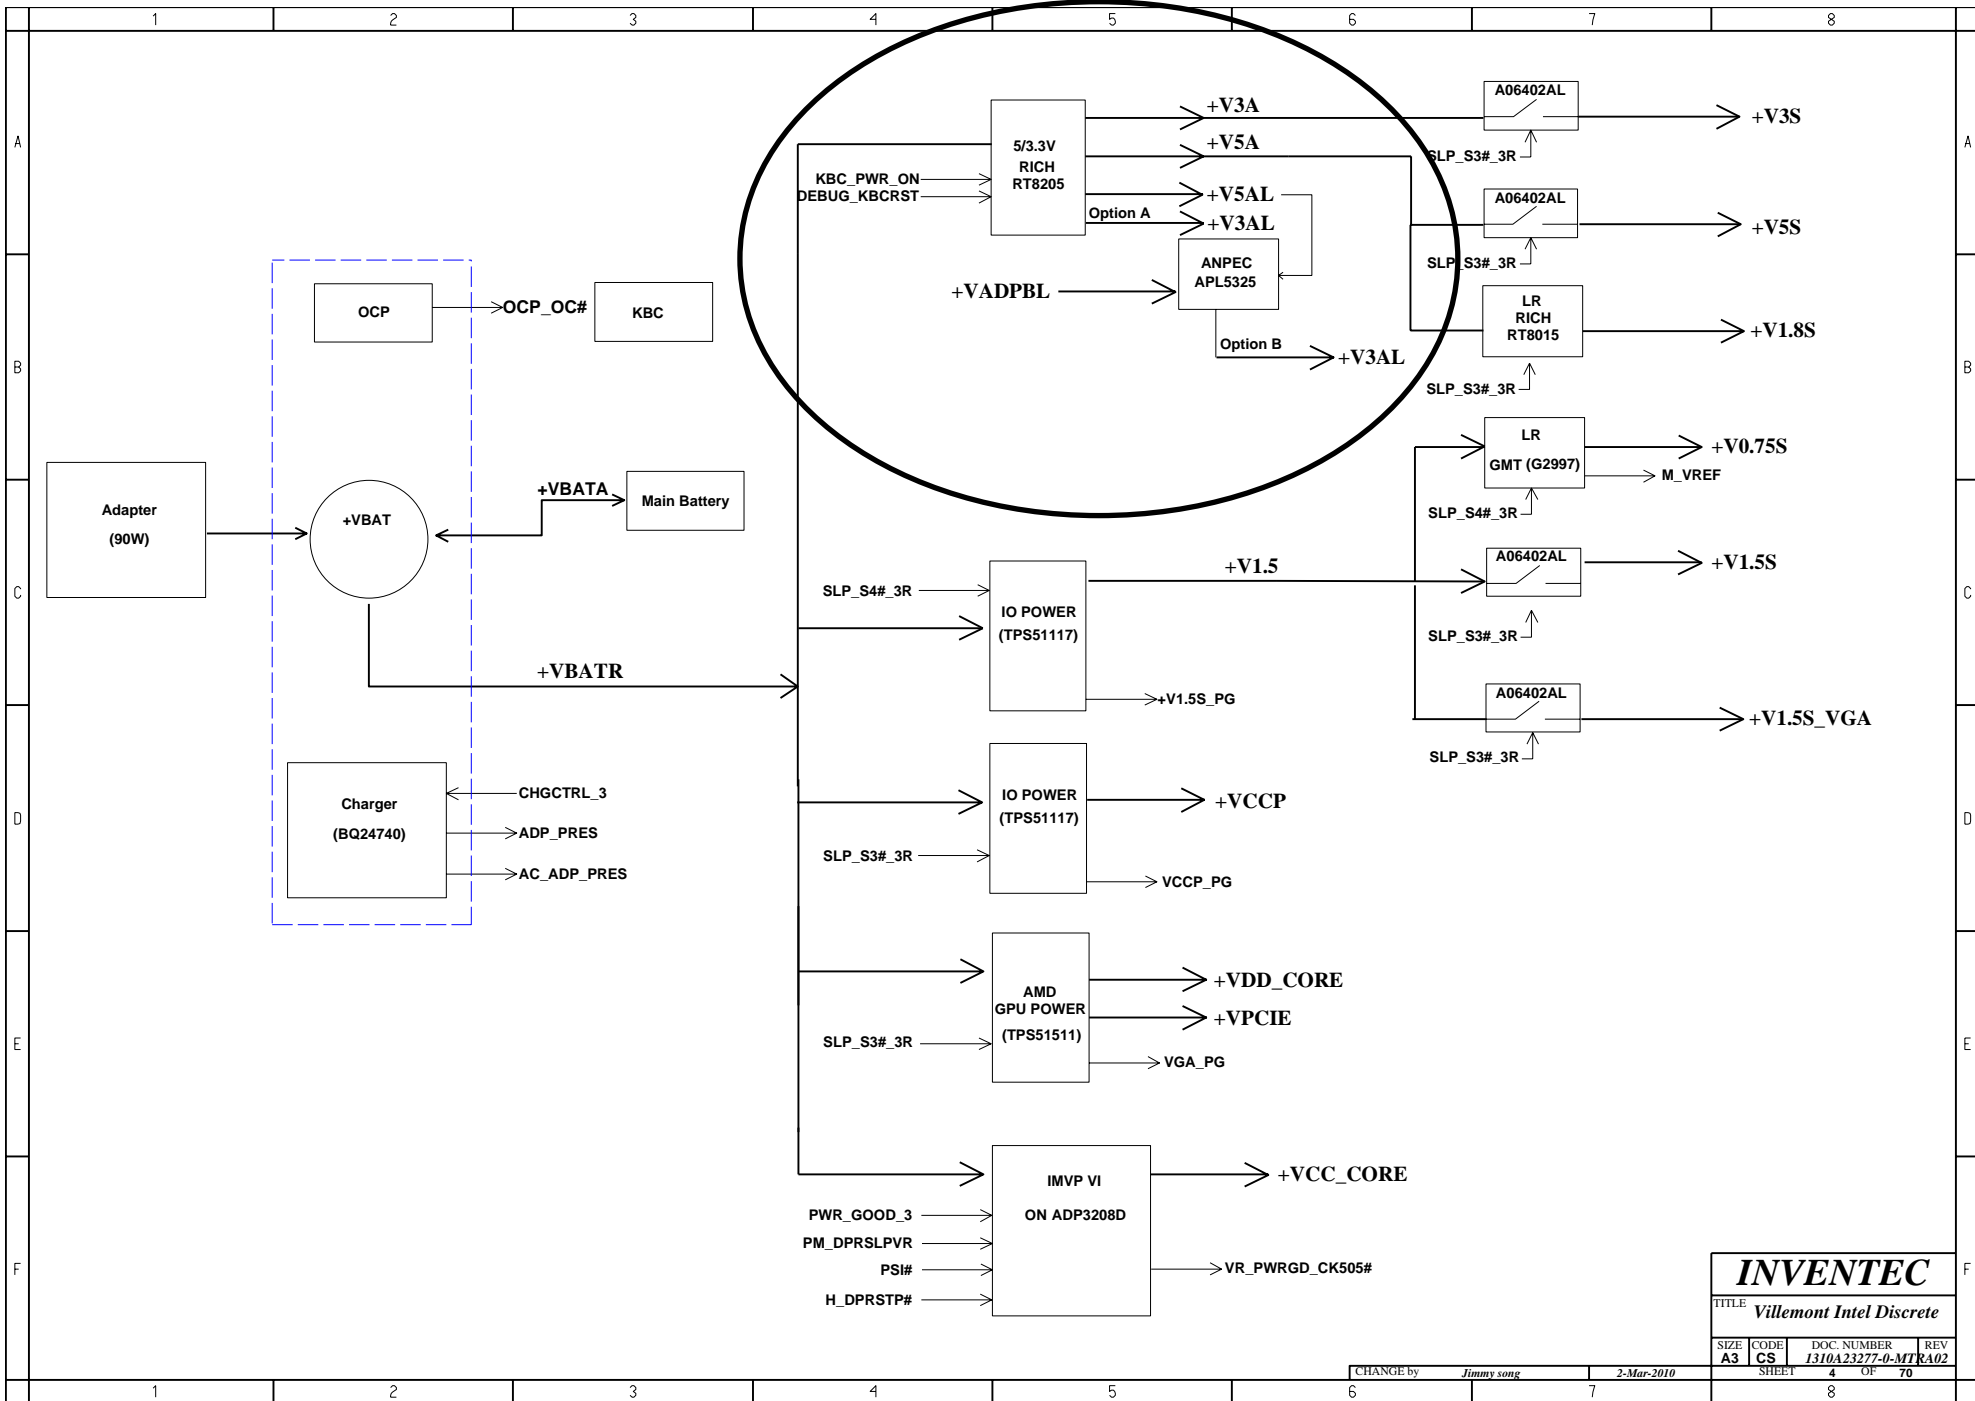 1 2 3 4 5 6 7 8
A
A
B
B
C
C
D
D
E
E
F
F
5/3.3V
RICH
RT8205
KBC_PWR_ON
DEBUG_KBCRST
+V3A
+V5A
+V5AL
Option A
+V3AL
ANPEC
APL5325
+VADPBL
Option B
+V3AL
A06402AL
SLP_S3#_3R
+V3S
A06402AL
SLP_S3#_3R
+V5S
LR
RICH
RT8015
SLP_S3#_3R
+V1.8S
LR
GMT (G2997)
SLP_S4#_3R
+V0.75S
M_VREF
A06402AL
SLP_S3#_3R
+V1.5S
A06402AL
SLP_S3#_3R
+V1.5S_VGA
OCP
OCP_OC#
KBC
Adapter
(90W)
+VBAT
+VBATA
Main Battery
+VBATR
Charger
(BQ24740)
CHGCTRL_3
ADP_PRES
AC_ADP_PRES
SLP_S4#_3R
IO POWER
(TPS51117)
+V1.5
+V1.5S_PG
IO POWER
(TPS51117)
SLP_S3#_3R
+VCCP
VCCP_PG
AMD
GPU POWER
(TPS51511)
SLP_S3#_3R
+VDD_CORE
+VPCIE
VGA_PG
IMVP VI
ON ADP3208D
PWR_GOOD_3
PM_DPRSLPVR
PSI#
H_DPRSTP#
+VCC_CORE
VR_PWRGD_CK505#
INVENTEC
TITLE Villemont Intel Discrete
SIZE CODE DOC. NUMBER REV
A3 CS 1310A23277-0-MTR A02
CHANGE by Jimmy song 2-Mar-2010 SHEET 4 OF 70
1 2 3 4 5 6 7 8